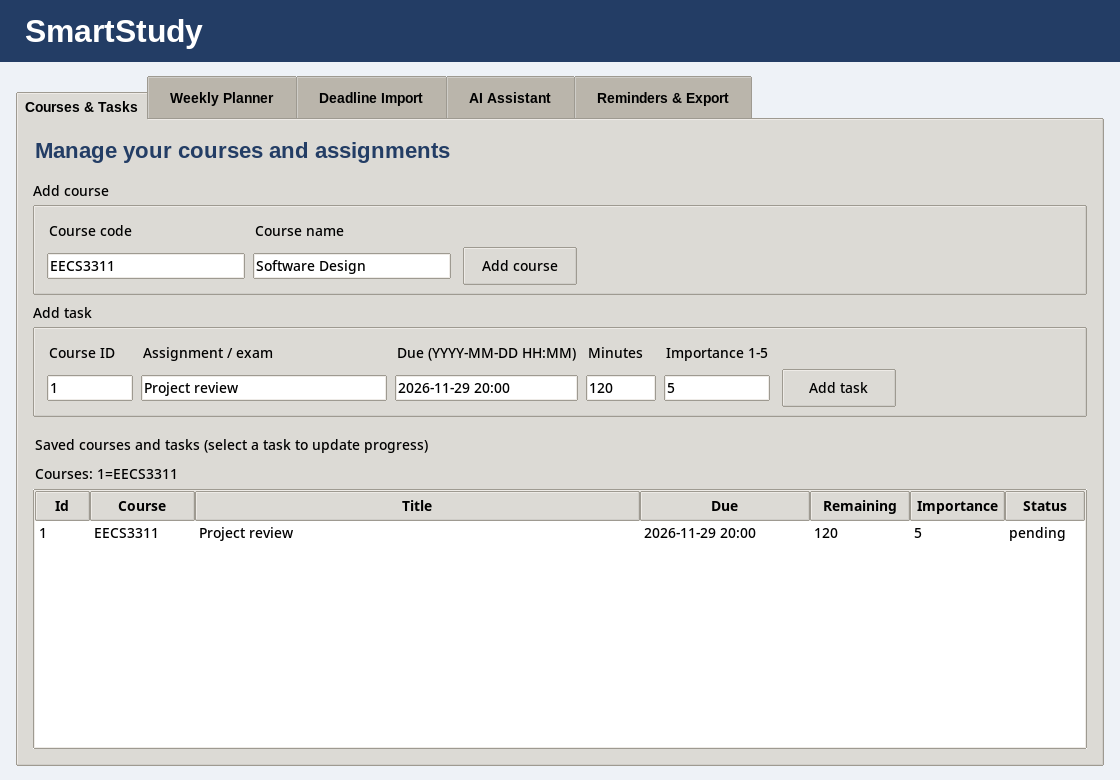 SmartStudy
Courses & Tasks Weekly Planner Deadline Import AI Assistant Reminders & Export
Manage your courses and assignments
Add course
Course code Course name
EECS3311 Software Design Add course
Add task
Course ID Assignment / exam Due (YYYY-MM-DD HH:MM) Minutes Importance 1-5
1 Project review 2026-11-29 20:00 120 5 Add task
Saved courses and tasks (select a task to update progress)
Courses: 1=EECS3311
Id Course Title Due Remaining Importance Status
1 EECS3311 Project review 2026-11-29 20:00 120 5 pending